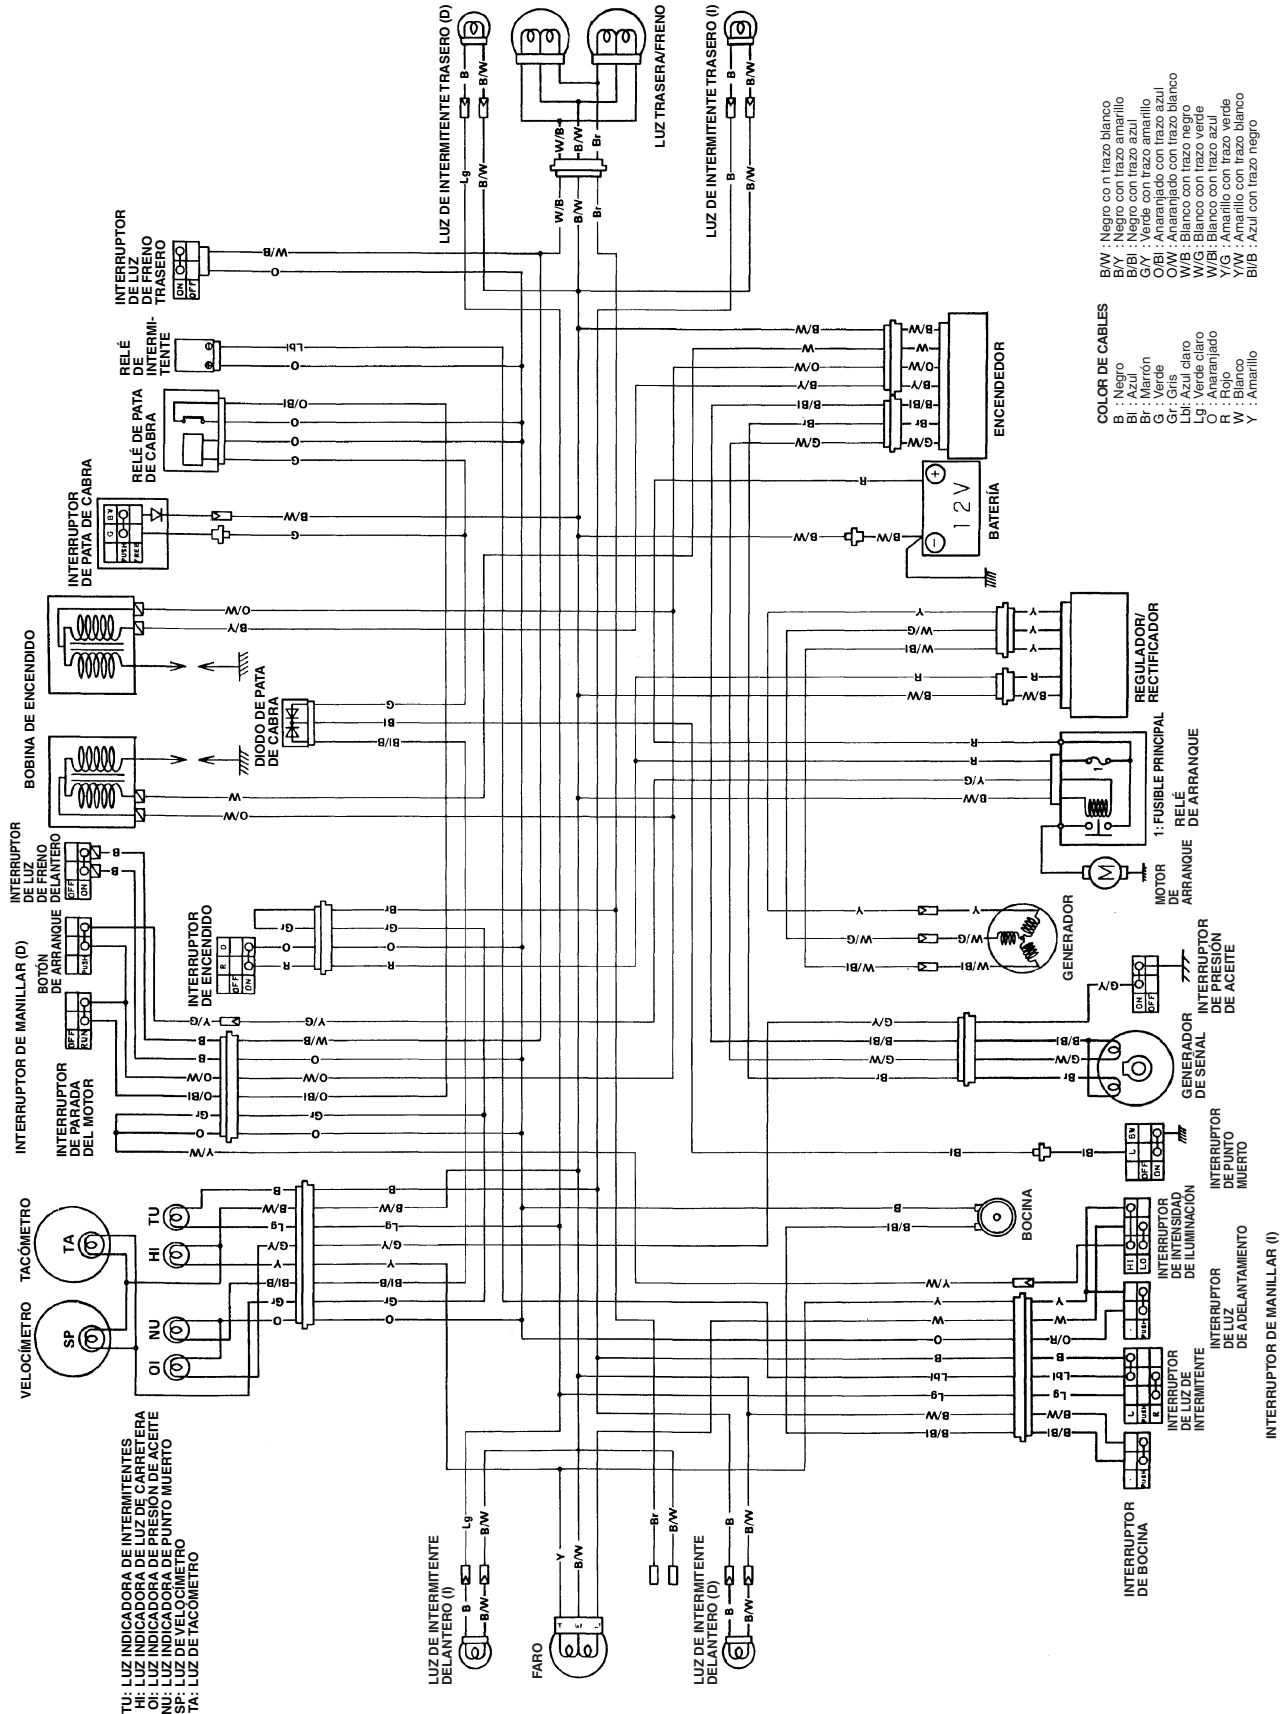 INTERRUPTOR DE MANILLAR (D)
INTERRUPTOR
DE PARADA
DEL MOTOR
BOTÓN
DE ARRANQUE
INTERRUPTOR
DE LUZ
DE FRENO
DELANTERO
BOBINA DE ENCENDIDO
INTERRUPTOR
DE PATA DE CABRA
RELÉ DE PATA
DE CABRA
RELÉ
DE
INTERMI-
TENTE
INTERRUPTOR
DE LUZ
DE FRENO
TRASERO
TACÓMETRO
TA
VELOCÍMETRO
SP
TU
HI
NU
OI
INTERRUPTOR
DE ENCENDIDO
DIODO DE PATA
DE CABRA
TU: LUZ INDICADORA DE INTERMITENTES
HI: LUZ INDICADORA DE LUZ DE CARRETERA
OI: LUZ INDICADORA DE PRESIÓN DE ACEITE
NU: LUZ INDICADORA DE PUNTO MUERTO
SP: LUZ DE VELOCÍMETRO
TA: LUZ DE TACÓMETRO
LUZ DE INTERMITENTE TRASERO (D)
LUZ TRASERA/FRENO
LUZ DE INTERMITENTE TRASERO (I)
LUZ DE INTERMITENTE
DELANTERO (I)
FARO
LUZ DE INTERMITENTE
DELANTERO (D)
INTERRUPTOR
DE BOCINA
INTERRUPTOR
DE LUZ DE
INTERMITENTE
INTERRUPTOR
DE LUZ
DE ADELANTAMIENTO
INTERRUPTOR
DE INTENSIDAD
DE ILUMINACIÓN
INTERRUPTOR DE MANILLAR (I)
BOCINA
INTERRUPTOR
DE PUNTO
MUERTO
GENERADOR
DE SEÑAL
INTERRUPTOR
DE PRESIÓN
DE ACEITE
GENERADOR
M
MOTOR
DE
ARRANQUE
1: FUSIBLE PRINCIPAL
RELÉ
DE ARRANQUE
REGULADOR/
RECTIFICADOR
12V
BATERÍA
ENCENDEDOR
COLOR DE CABLES
B : Negro
Bl : Azul
Br : Marrón
G : Verde
Gr : Gris
Lbl: Azul claro
Lg : Verde claro
O : Anaranjado
R : Rojo
W : Blanco
Y : Amarillo
B/W : Negro co n trazo blanco
B/Y : Negro con trazo amarillo
B/Bl : Negro con trazo azul
G/Y : Verde con trazo amarillo
O/Bl : Anaranjado con trazo azul
O/W : Anaranjado con trazo blanco
W/B : Blanco con trazo negro
W/G : Blanco con trazo verde
W/Bl : Blanco con trazo azul
Y/G : Amarillo con trazo verde
Y/W : Amarillo con trazo blanco
Bl/B : Azul con trazo negro